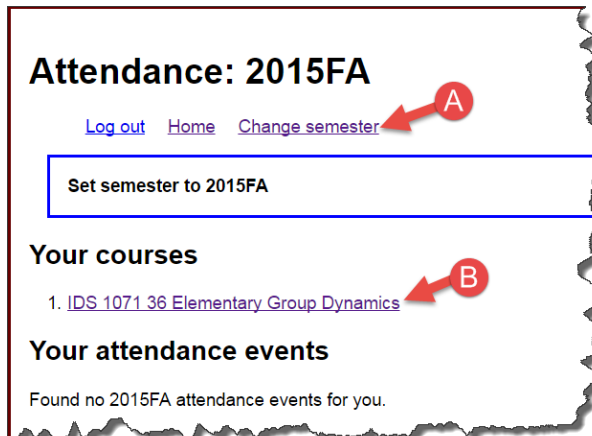 Attendance: 2015FA
Log out Home Change semester
A
Set semester to 2015FA
Your courses
1. IDS 1071 36 Elementary Group Dynamics
B
Your attendance events
Found no 2015FA attendance events for you.